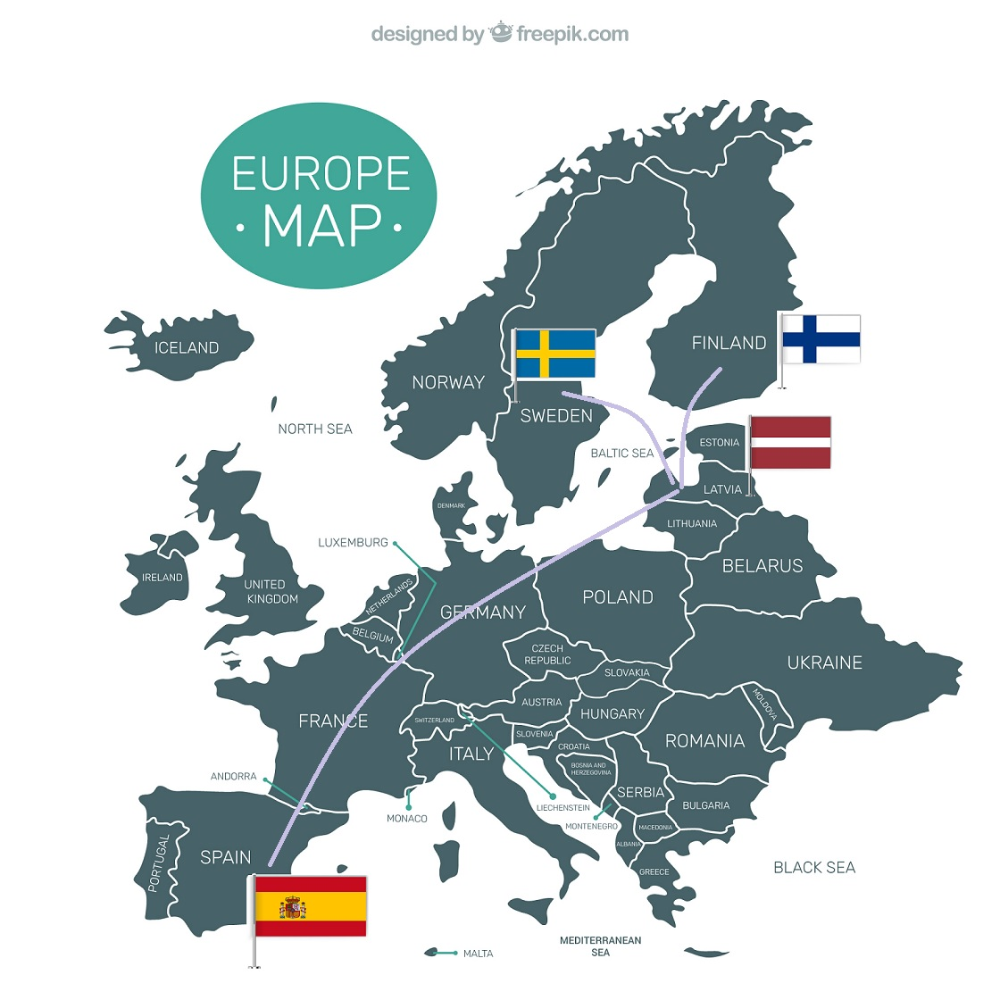 designed by freepik.com
EUROPE
• MAP •
ICELAND
NORWAY
SWEDEN
FINLAND
NORTH SEA
BALTIC SEA
ESTONIA
LATVIA
LITHUANIA
DENMARK
LUXEMBURG
IRELAND
UNITED
KINGDOM
NETHERLANDS
BELGIUM
GERMANY
POLAND
BELARUS
UKRAINE
CZECH
REPUBLIC
SLOVAKIA
AUSTRIA
HUNGARY
MOLDOVA
FRANCE
SWITZERLAND
ITALY
SLOVENIA
CROATIA
ROMANIA
BOSNIA AND
HERZEGOVINA
SERBIA
ANDORRA
MONACO
LIECHENSTEIN
MONTENEGRO
BULGARIA
MACEDONIA
ALBANIA
GREECE
PORTUGAL
SPAIN
BLACK SEA
MEDITERRANEAN
SEA
MALTA